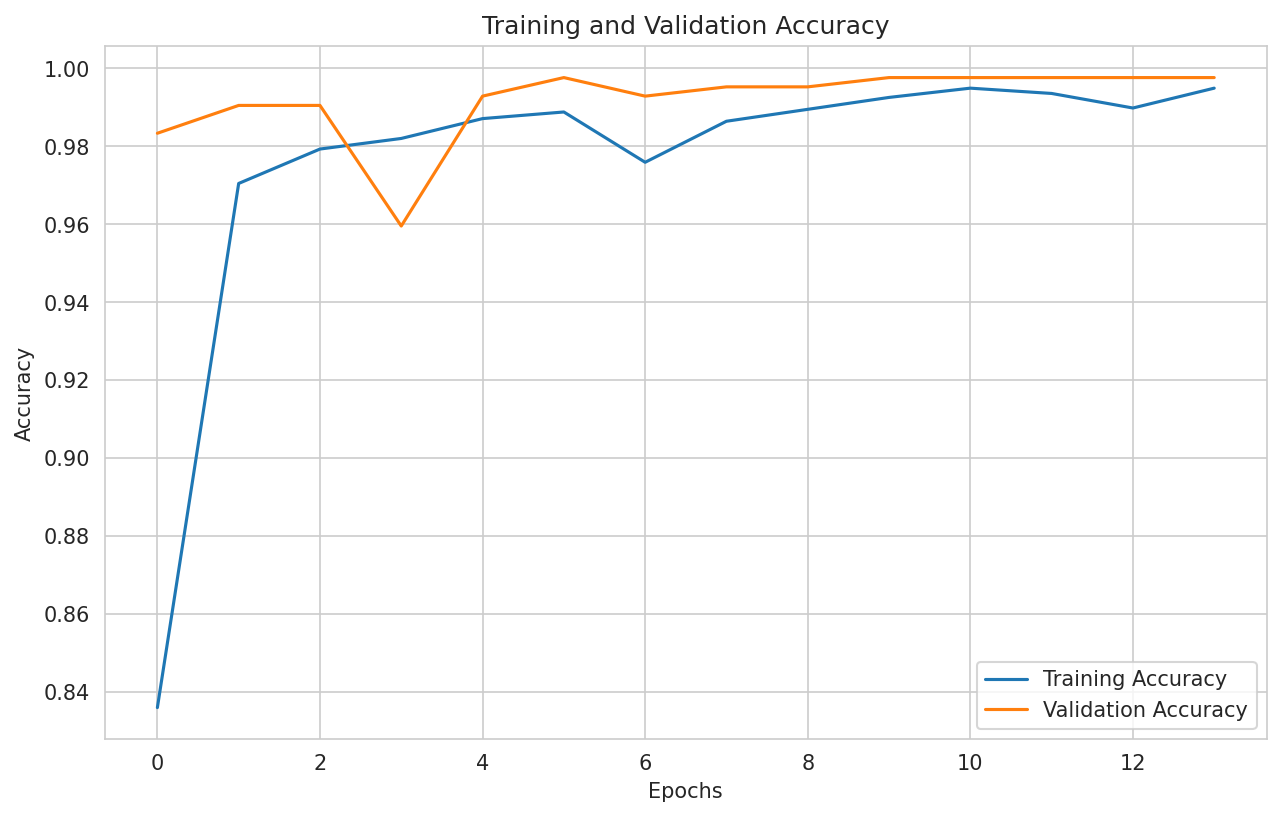 Training and Validation Accuracy
1.00
0.98
0.96
0.94
0.92
0.90
0.88
0.86
0.84
Accuracy
0 2 4 6 8 10 12
Epochs
Training Accuracy
Validation Accuracy